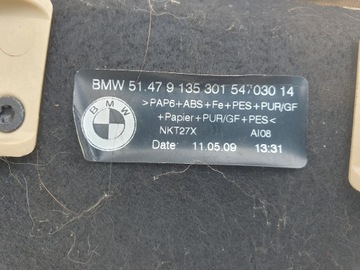 BMW 51.47 9 135 301 547030 14
>PAP6+ABS+Fe+PES+PUR/GF
+Papier+PUR/GF+PES<
NKT27X AI08
Date: 11.05.09 13:31
BMW